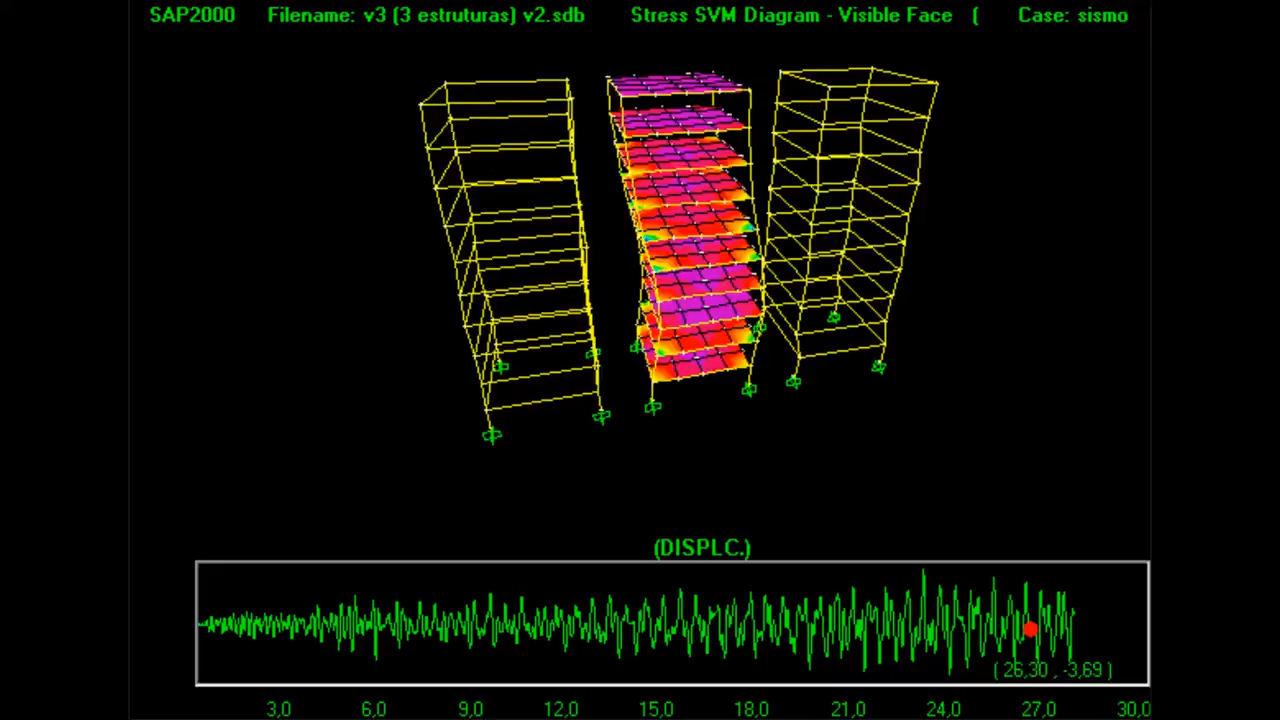 SAP2000 Filename: v3 (3 estruturas) v2.sdb Stress SVM Diagram - Visible Face ( Case: sismo
(DISPLC.)
( 26,30 , -3,69 )
3,0 6,0 9,0 12,0 15,0 18,0 21,0 24,0 27,0 30,0